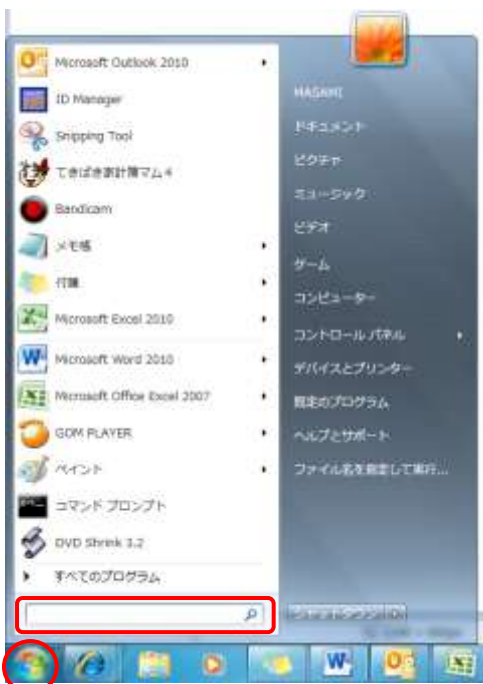 Microsoft Outlook 2010
ID Manager
Snipping Tool
てきぱき家計簿マム4
Bandicam
メモ帳
付箋
Microsoft Excel 2010
Microsoft Word 2010
Microsoft Office Excel 2007
GOM PLAYER
ペイント
コマンド プロンプト
DVD Shrink 3.2
すべてのプログラム
MASAMI
ドキュメント
ピクチャ
ミュージック
ビデオ
ゲーム
コンピューター
コントロール パネル
デバイスとプリンター
既定のプログラム
ヘルプとサポート
ファイル名を指定して実行...
シャットダウン